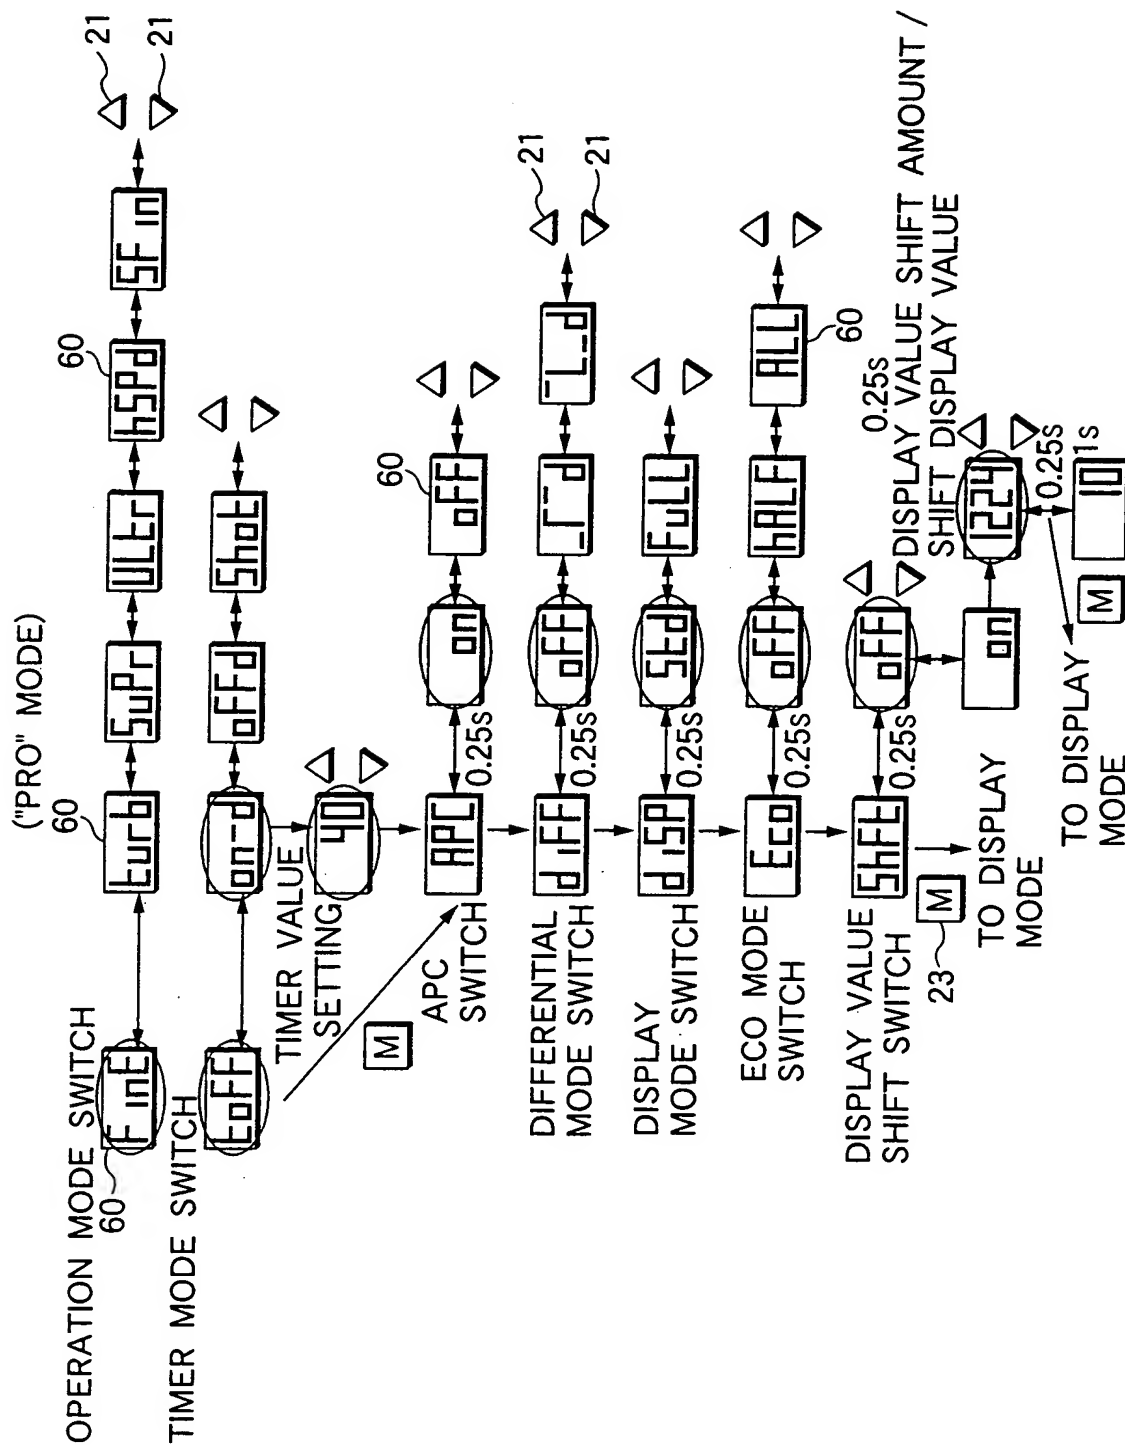 ("PRO" MODE)
OPERATION MODE SWITCH
60
F inE
60
turb
SuPr
ULtr
60
hSPd
SF in
21
21
TIMER MODE SWITCH
toFF
on-d
oFFd
Shot
TIMER VALUE
SETTING
40
M
APC
SWITCH
APC
0.25s
on
60
oFF
DIFFERENTIAL
MODE SWITCH
d iFF
0.25s
oFF
21
21
DISPLAY
MODE SWITCH
d iSP
0.25s
Std
FuLL
ECO MODE
SWITCH
Eco
0.25s
oFF
hALF
ALL
60
DISPLAY VALUE
SHIFT SWITCH
ShFt
0.25s
oFF
0.25s
DISPLAY VALUE SHIFT AMOUNT /
SHIFT DISPLAY VALUE
23
M
TO DISPLAY
MODE
on
1224
0.25s
TO DISPLAY
MODE
M
101
1s